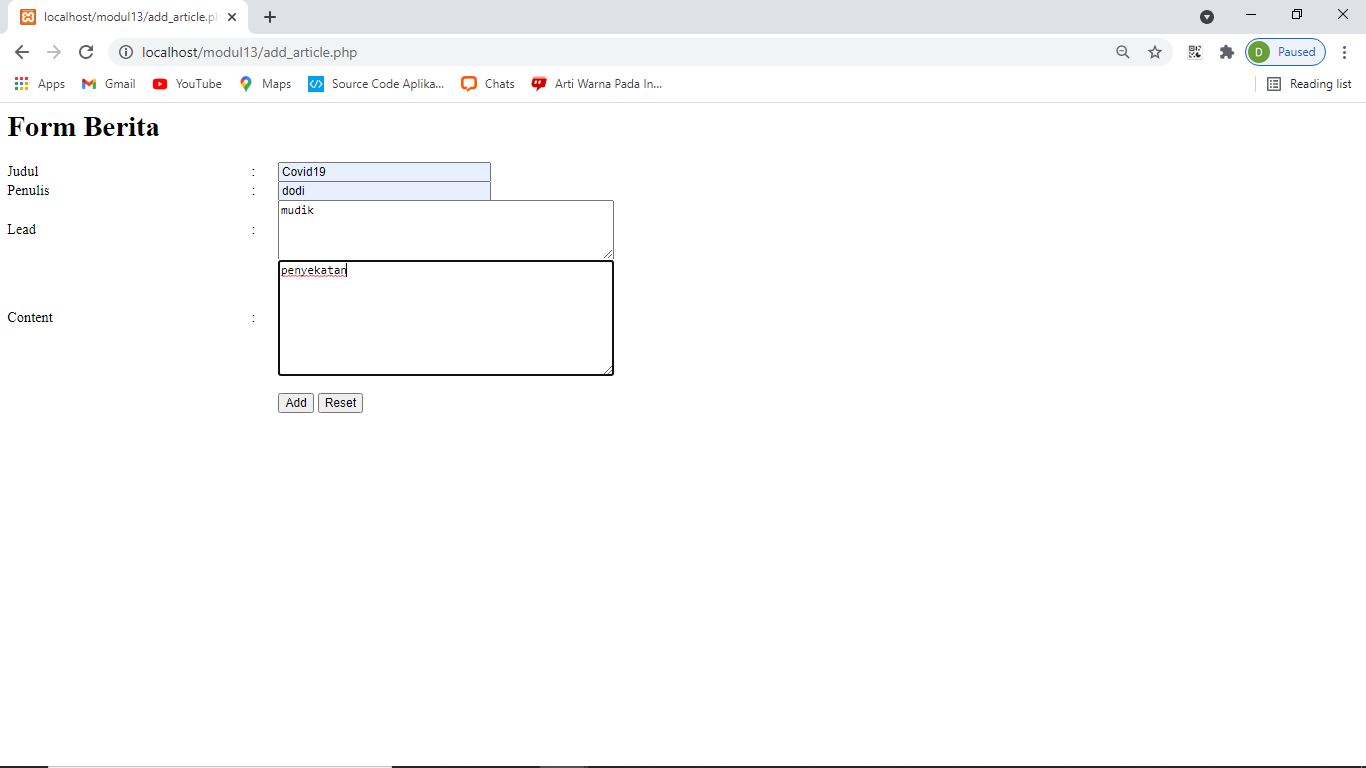 localhost/modul13/add_article.p
localhost/modul13/add_article.php
D Paused
Apps Gmail YouTube Maps Source Code Aplika... Chats Arti Warna Pada In... Reading list
Form Berita
Judul : Covid19
Penulis : dodi
Lead : mudik
Content : penyekatan
Add Reset